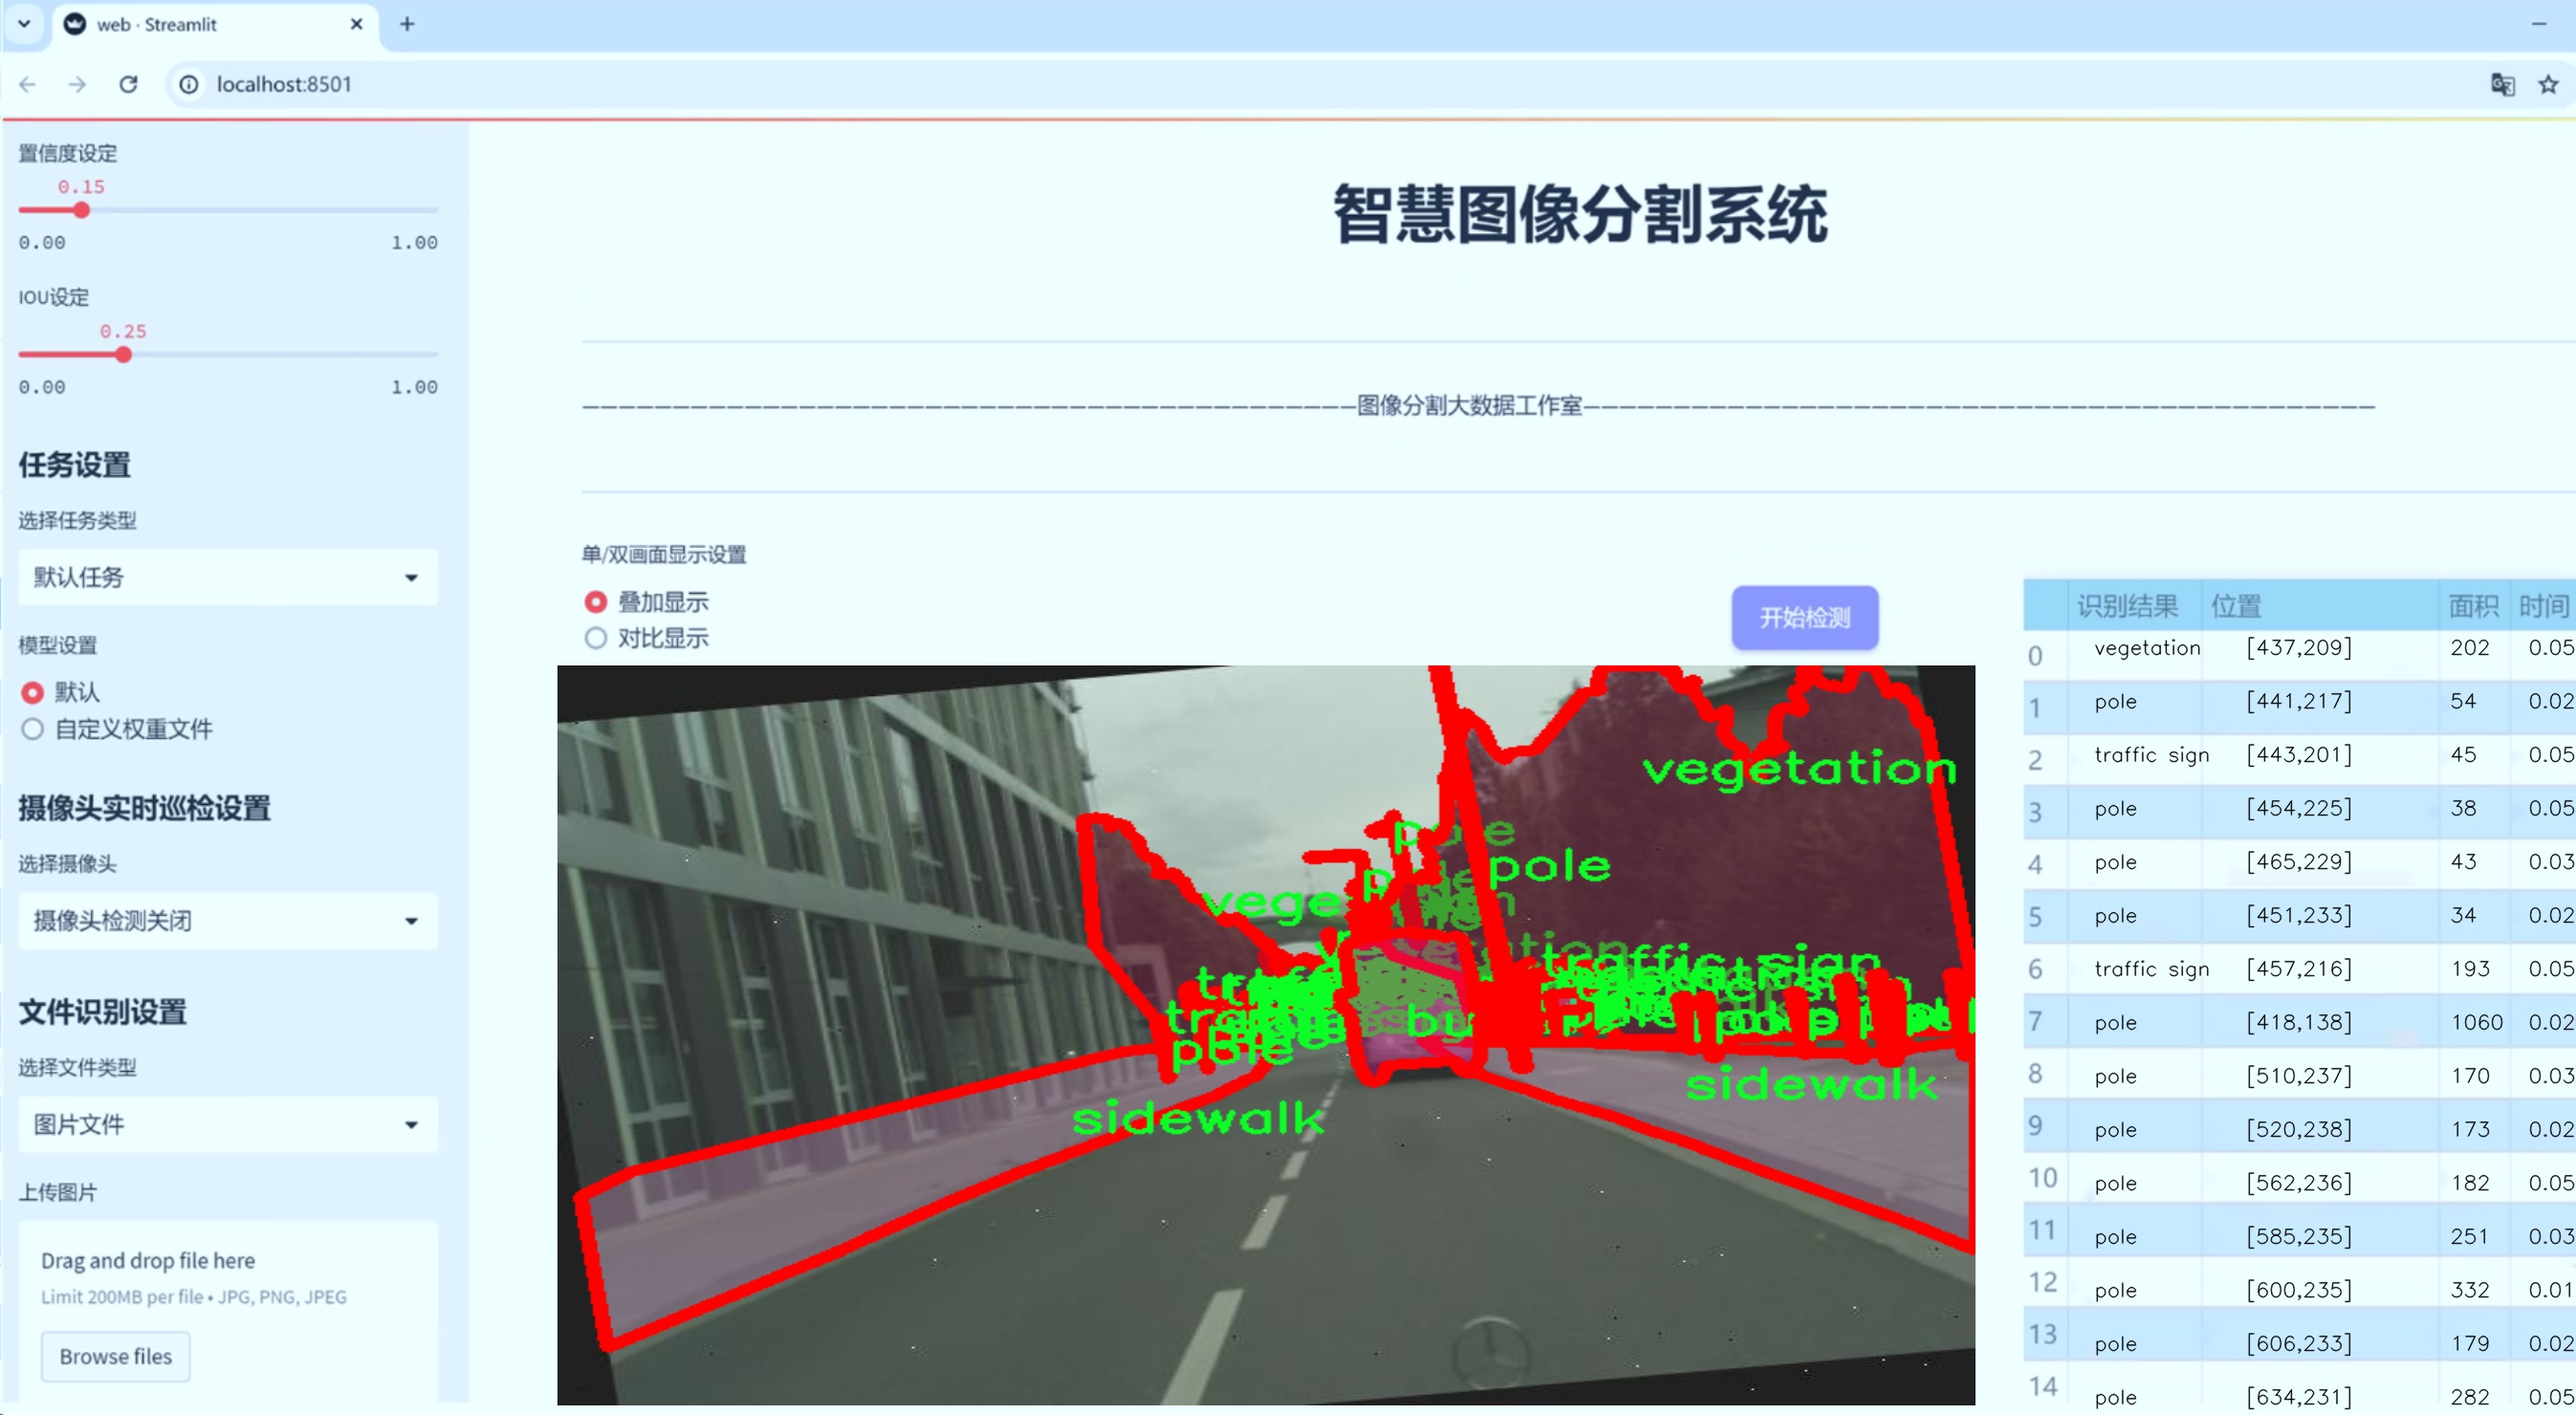 web · Streamlit
localhost:8501
置信度设定
0.15
0.00 1.00
IOU设定
0.25
0.00 1.00
任务设置
选择任务类型
默认任务
模型设置
默认
自定义权重文件
摄像头实时巡检设置
选择摄像头
摄像头检测关闭
文件识别设置
选择文件类型
图片文件
上传图片
Drag and drop file here
Limit 200MB per file • JPG, PNG, JPEG
Browse files
智慧图像分割系统
图像分割大数据工作室
单/双画面显示设置
叠加显示
对比显示
开始检测
vegetation
pole
pole
traffic sign
pole
sidewalk
sidewalk
识别结果 位置 面积 时间
0 vegetation [437,209] 202 0.05
1 pole [441,217] 54 0.02
2 traffic sign [443,201] 45 0.05
3 pole [454,225] 38 0.05
4 pole [465,229] 43 0.03
5 pole [451,233] 34 0.02
6 traffic sign [457,216] 193 0.05
7 pole [418,138] 1060 0.02
8 pole [510,237] 170 0.03
9 pole [520,238] 173 0.02
10 pole [562,236] 182 0.05
11 pole [585,235] 251 0.03
12 pole [600,235] 332 0.01
13 pole [606,233] 179 0.02
14 pole [634,231] 282 0.05